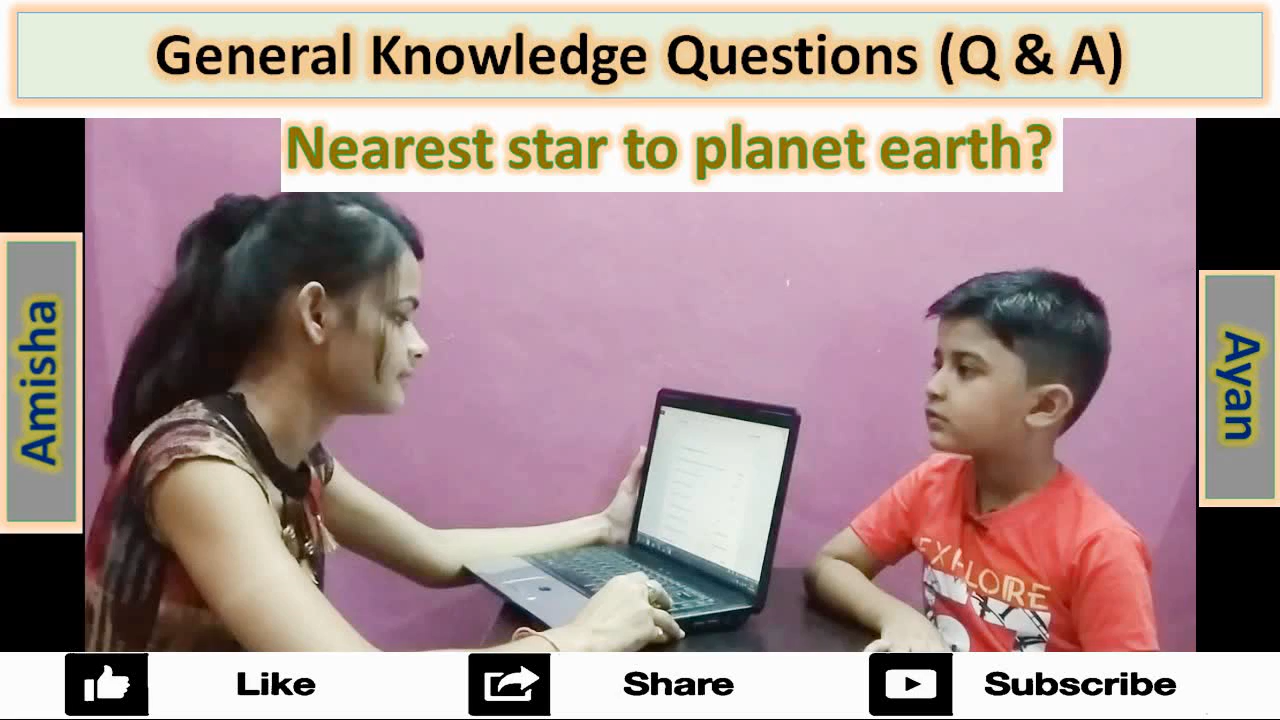 General Knowledge Questions (Q & A)
Nearest star to planet earth?
Amisha
Ayan
EXPLORE
Like
Share
Subscribe